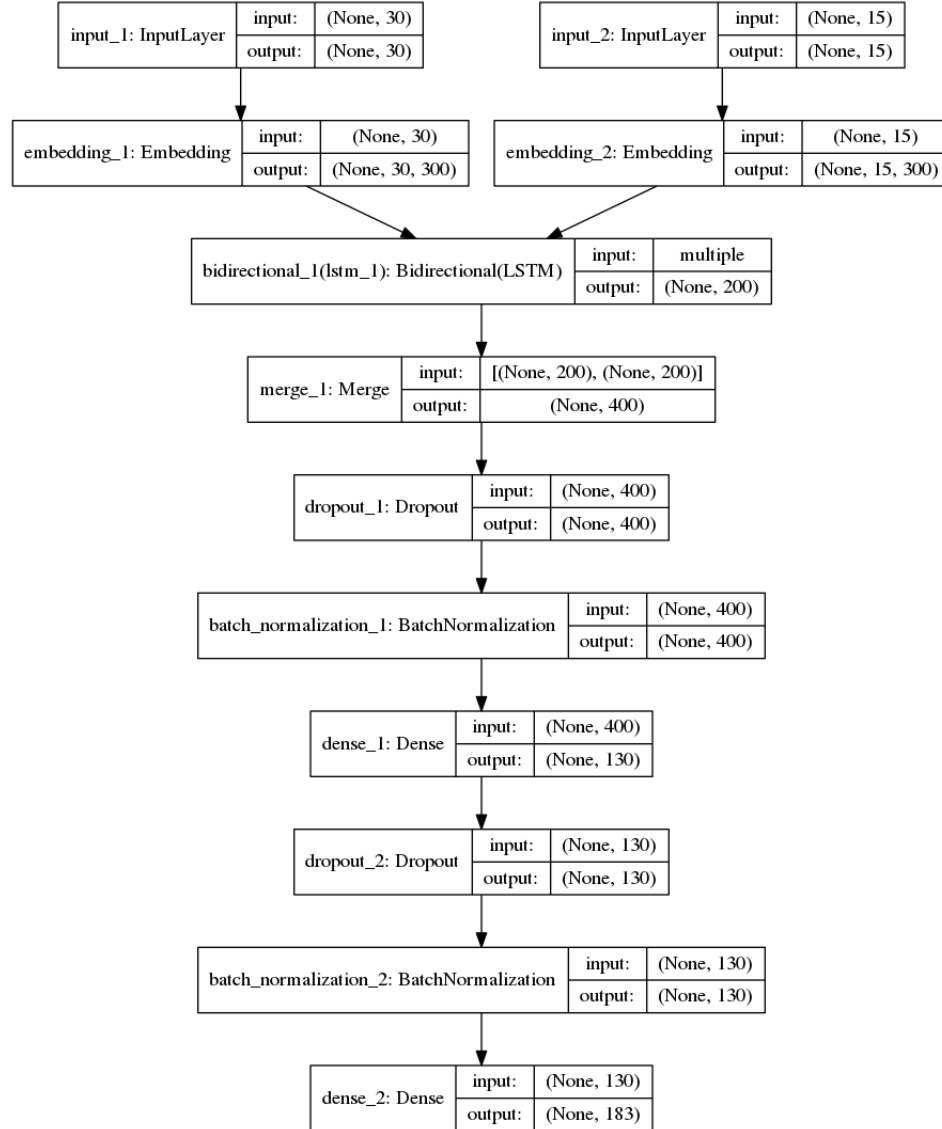 input_1: InputLayer
input: (None, 30)
output: (None, 30)
input_2: InputLayer
input: (None, 15)
output: (None, 15)
embedding_1: Embedding
input: (None, 30)
output: (None, 30, 300)
embedding_2: Embedding
input: (None, 15)
output: (None, 15, 300)
bidirectional_1(lstm_1): Bidirectional(LSTM)
input: multiple
output: (None, 200)
merge_1: Merge
input: [(None, 200), (None, 200)]
output: (None, 400)
dropout_1: Dropout
input: (None, 400)
output: (None, 400)
batch_normalization_1: BatchNormalization
input: (None, 400)
output: (None, 400)
dense_1: Dense
input: (None, 400)
output: (None, 130)
dropout_2: Dropout
input: (None, 130)
output: (None, 130)
batch_normalization_2: BatchNormalization
input: (None, 130)
output: (None, 130)
dense_2: Dense
input: (None, 130)
output: (None, 183)